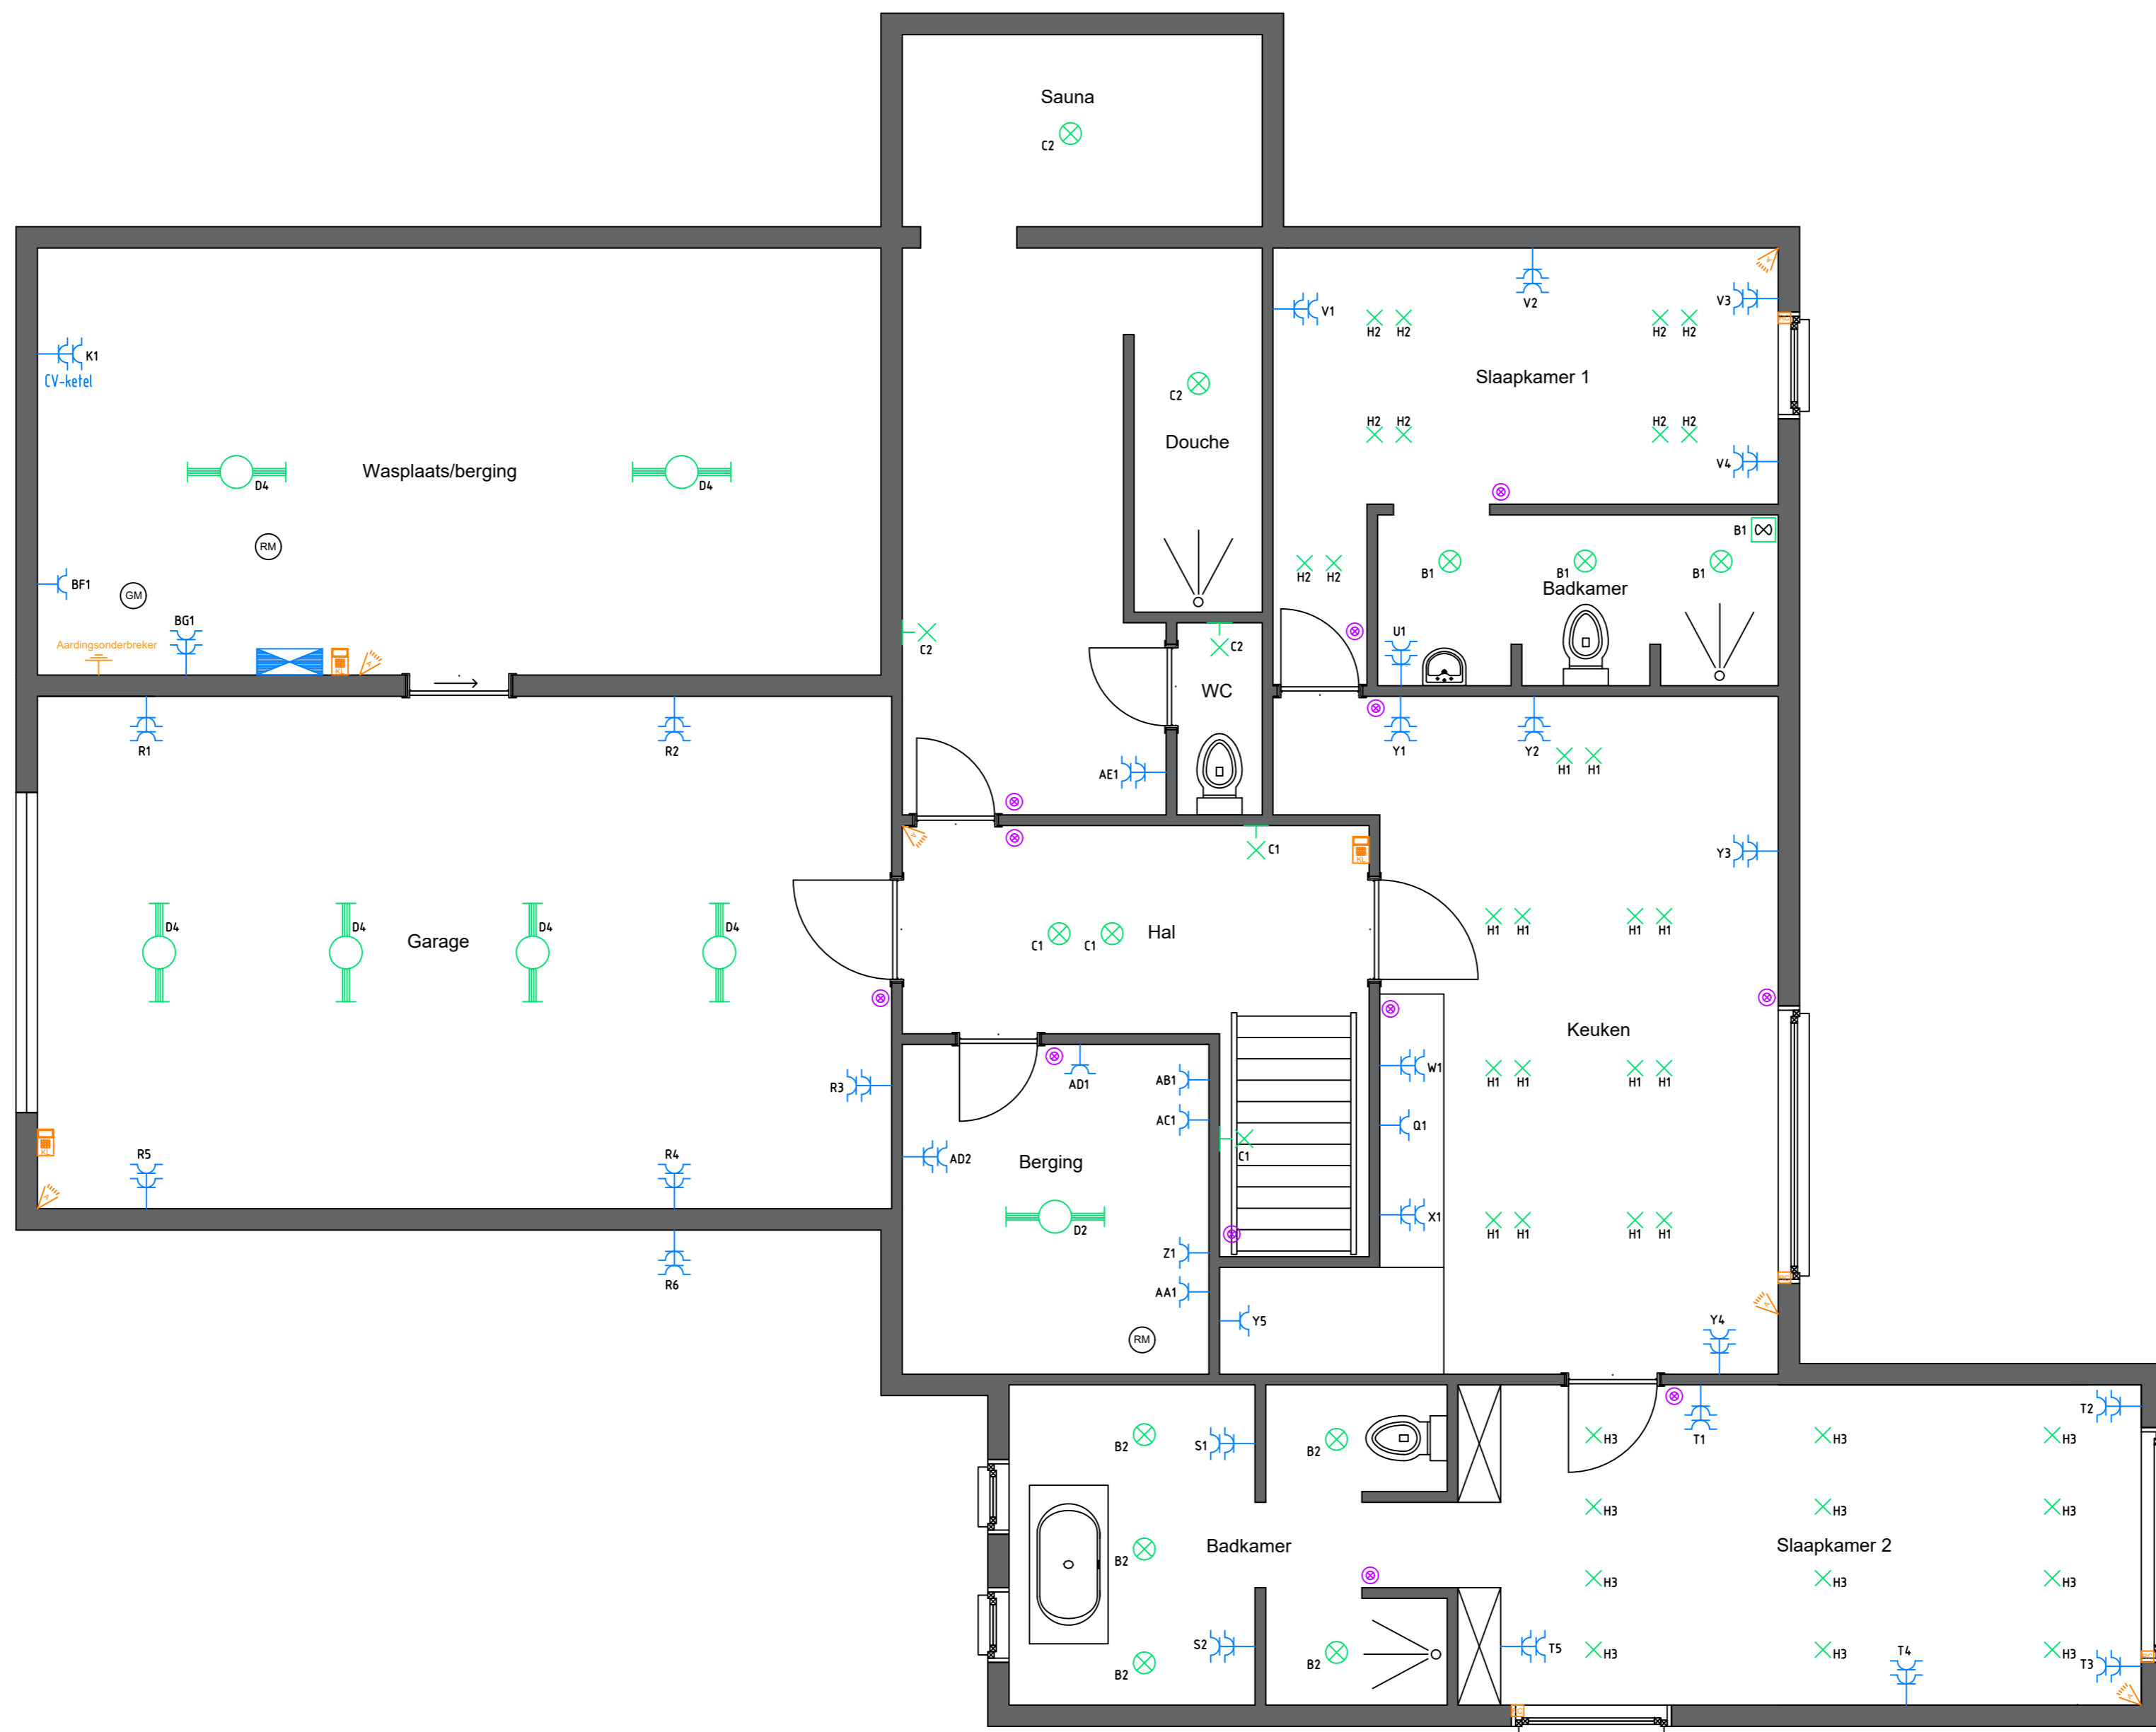 Sauna
C2
V1
V2
V3
H2 H2
H2 H2
Slaapkamer 1
H2 H2
H2 H2
V4
K1
CV-ketel
C2
Douche
Wasplaats/berging
D4
D4
RM
BF1
GM
BG1
Aardingsonderbreker
KL
A
A
H2 H2
B1
B1
B1
B1
Badkamer
U1
C2
C2
WC
R1
R2
Y1
Y2
H1 H1
AE1
A
C1
KL
Y3
D4
D4
D4
D4
Garage
C1
C1
Hal
H1 H1
H1 H1
Keuken
R3
AD1
AB1
AC1
W1
H1 H1
H1 H1
Q1
KL
R5
R4
AD2
Berging
C1
A
D2
X1
H1 H1
H1 H1
Z1
R6
AA1
A
Y5
Y4
RM
T2
B2
S1
B2
H3
T1
H3
H3
H3
H3
H3
Badkamer
B2
Slaapkamer 2
H3
H3
H3
B2
S2
B2
T5
H3
H3
T4
H3
T3
A